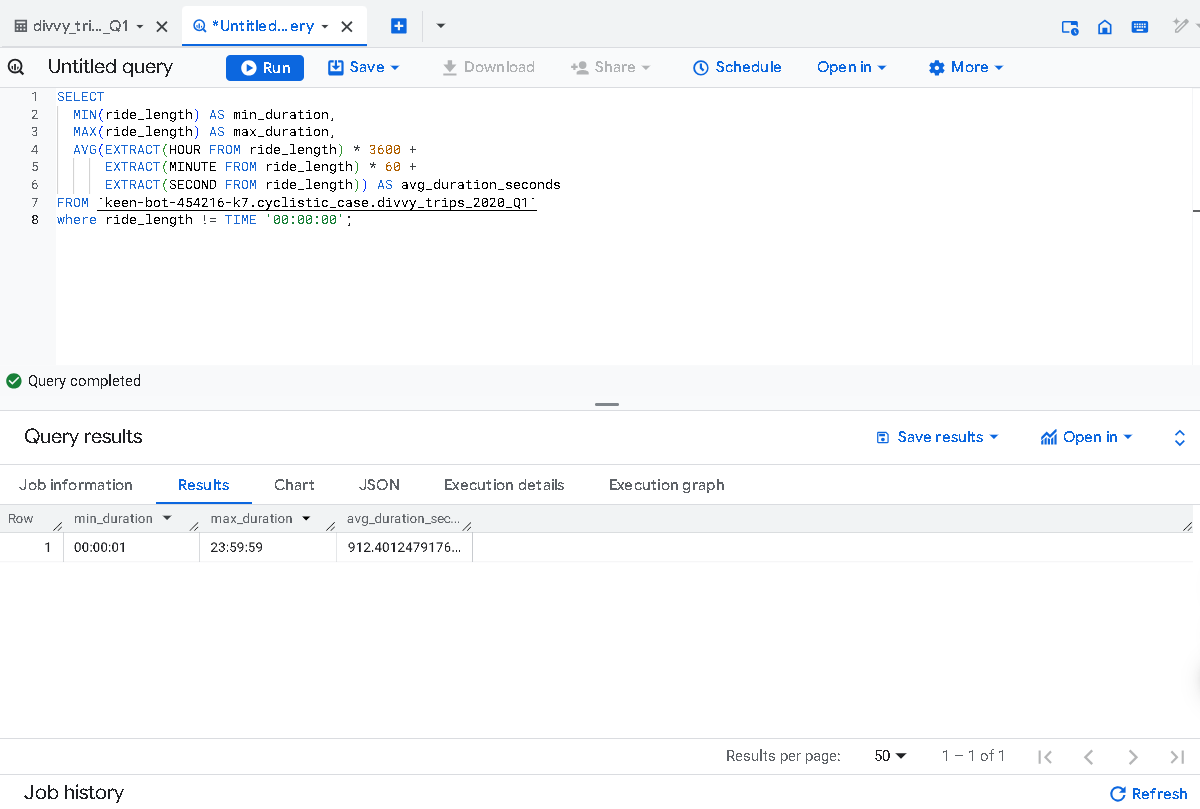 divvy_tri..._Q1
*Untitled...ery
Untitled query
Run
Save
Download
Share
Schedule
Open in
More
1 SELECT
2 MIN(ride_length) AS min_duration,
3 MAX(ride_length) AS max_duration,
4 AVG(EXTRACT(HOUR FROM ride_length) * 3600 +
5 EXTRACT(MINUTE FROM ride_length) * 60 +
6 EXTRACT(SECOND FROM ride_length)) AS avg_duration_seconds
7 FROM `keen-bot-454216-k7.cyclistic_case.divvy_trips_2020_Q1`
8 where ride_length != TIME '00:00:00';
Query completed
Query results
Save results
Open in
Job information
Results
Chart
JSON
Execution details
Execution graph
Row min_duration max_duration avg_duration_sec...
1 00:00:01 23:59:59 912.4012479176...
Results per page: 50 1 – 1 of 1
Job history
Refresh